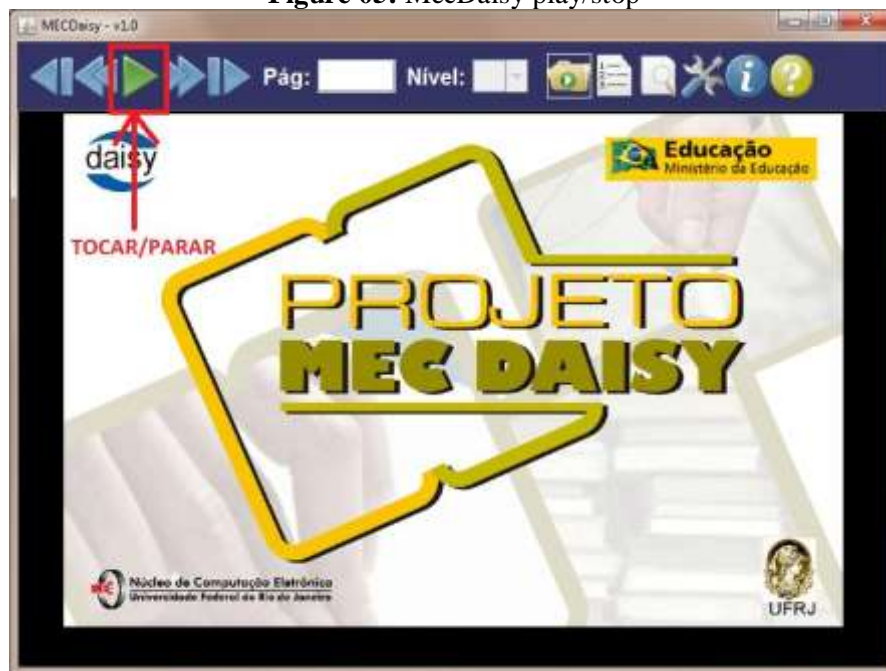 Figure 05: MecDaisy play/stop
MECDaisy - v1.0
Pág:
Nível:
daisy
Educação
Ministério da Educação
TOCAR/PARAR
PROJETO
MEC DAISY
Núcleo de Computação Eletrônica
Universidade Federal do Rio de Janeiro
UFRJ